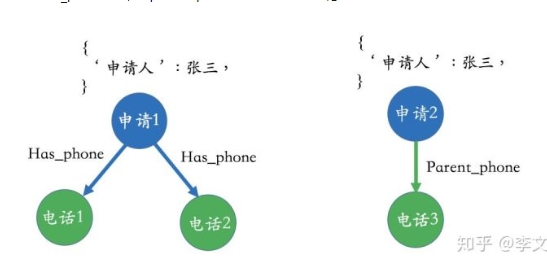 {
'申请人'：张三，
}
申请1
Has_phone
Has_phone
电话1
电话2
{
'申请人'：张三，
}
申请2
Parent_phone
电话3
知乎 @李文